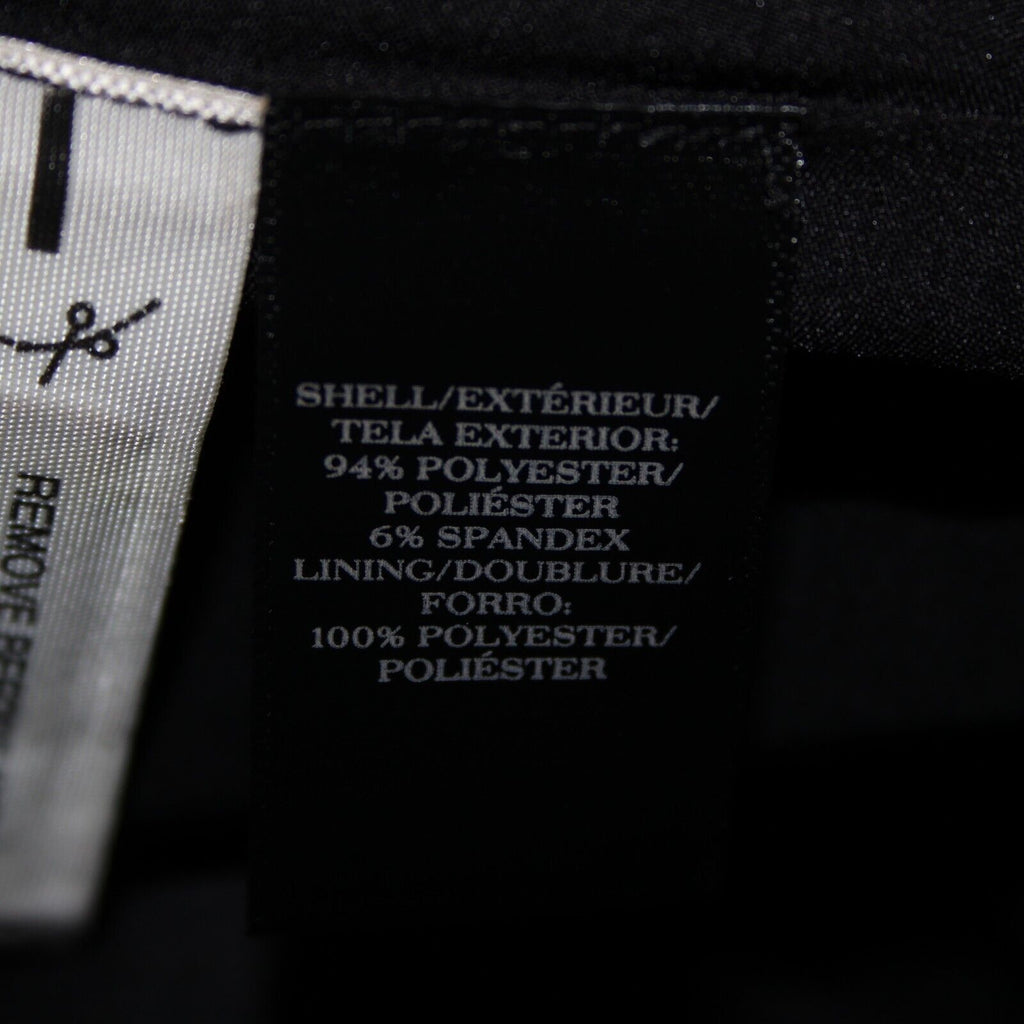 SHELL/EXTÉRIEUR/
TELA EXTERIOR:
94% POLYESTER/
POLIÉSTER
6% SPANDEX
LINING/DOUBLURE/
FORRO:
100% POLYESTER/
POLIÉSTER
REMOVE